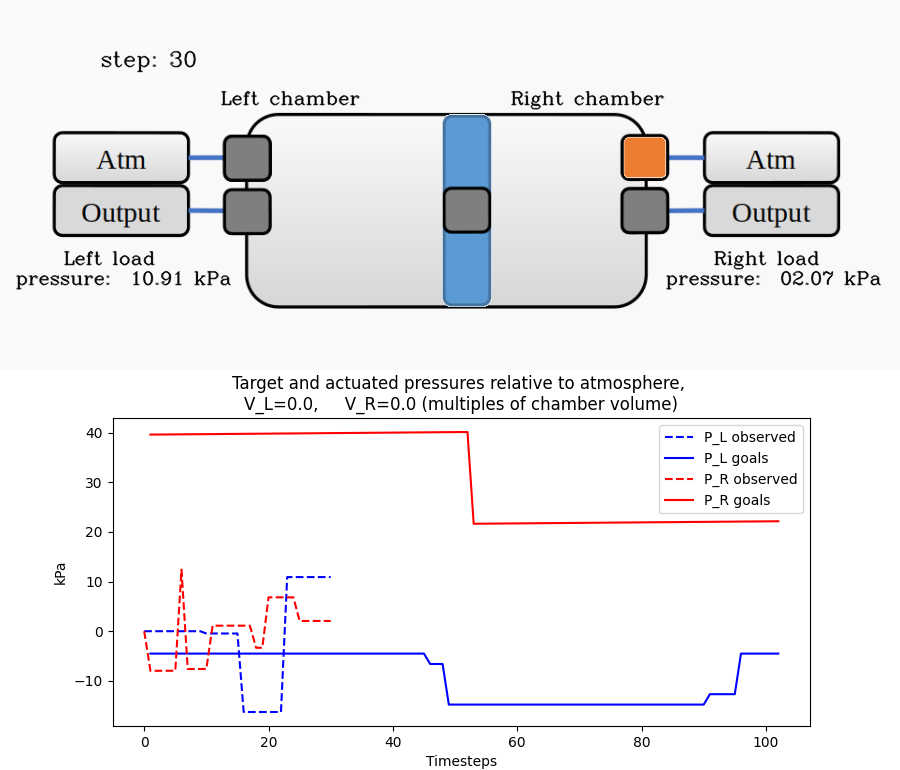 step: 30
Left chamber
Right chamber
Atm
Atm
Output
Output
Left load
pressure: 10.91 kPa
Right load
pressure: 02.07 kPa
Target and actuated pressures relative to atmosphere,
V_L=0.0, V_R=0.0 (multiples of chamber volume)
40
30
20
10
0
−10
kPa
P_L observed
P_L goals
P_R observed
P_R goals
0
20
40
60
80
100
Timesteps